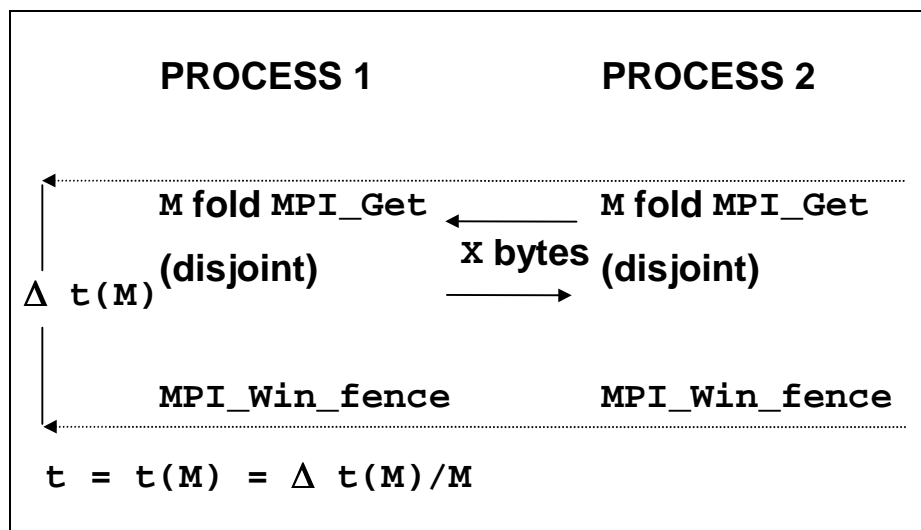 PROCESS 1 PROCESS 2
M fold MPI_Get M fold MPI_Get
(disjoint) X bytes (disjoint)
Δ t(M)
MPI_Win_fence MPI_Win_fence
t = t(M) = Δ t(M)/M